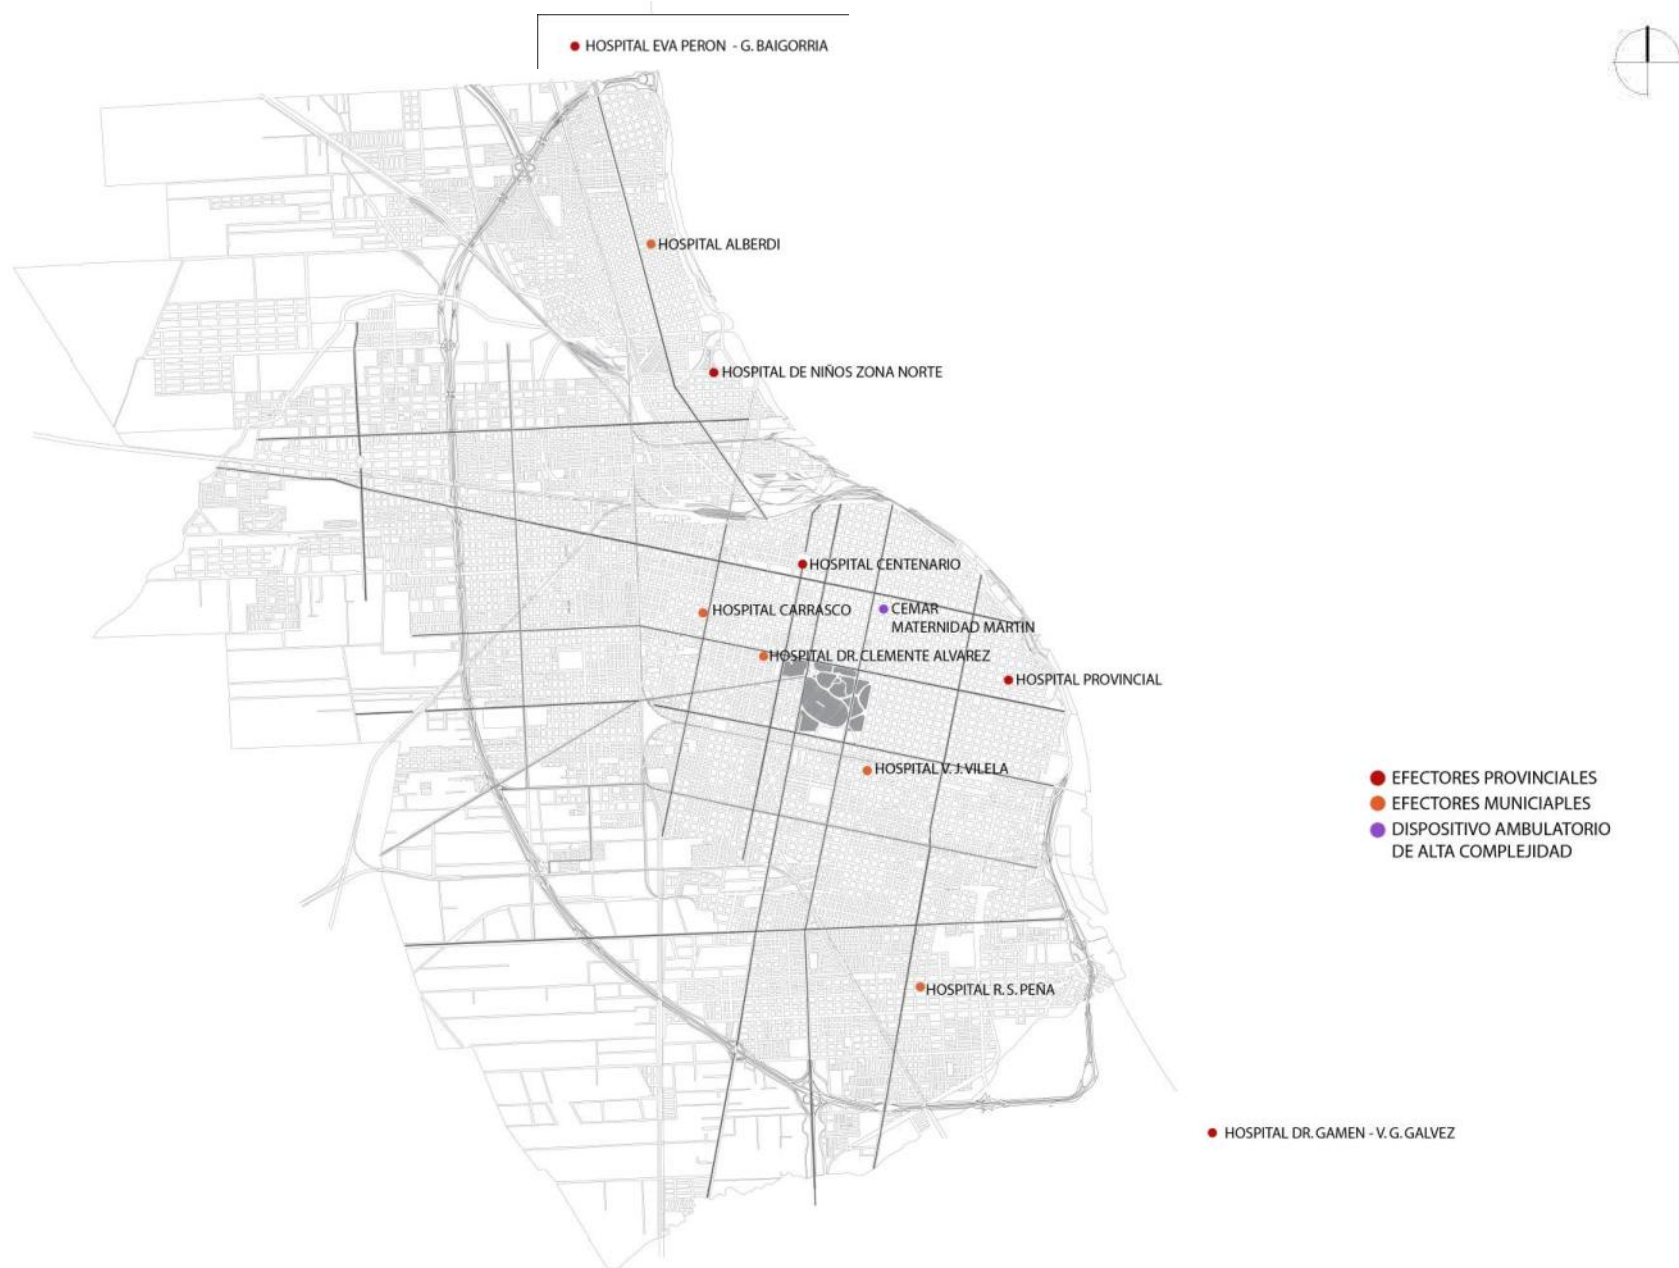 HOSPITAL EVA PERON - G. BAIGORRIA
HOSPITAL ALBERDI
HOSPITAL DE NIÑOS ZONA NORTE
HOSPITAL CENTENARIO
HOSPITAL CARRASCO
CEMAR
MATERNIDAD MARTIN
HOSPITAL DR. CLEMENTE ALVAREZ
HOSPITAL PROVINCIAL
HOSPITAL V. J. VILELA
EFECTORES PROVINCIALES
EFECTORES MUNICIAPLES
DISPOSITIVO AMBULATORIO
DE ALTA COMPLEJIDAD
HOSPITAL R. S. PEÑA
HOSPITAL DR. GAMEN - V. G. GALVEZ